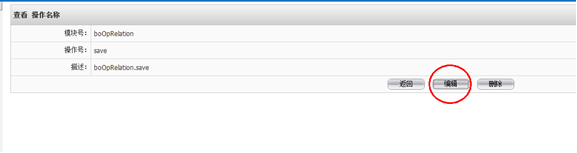 查看 操作名称
模块号: boOpRelation
操作号: save
描述: boOpRelation.save
返回 编辑 删除